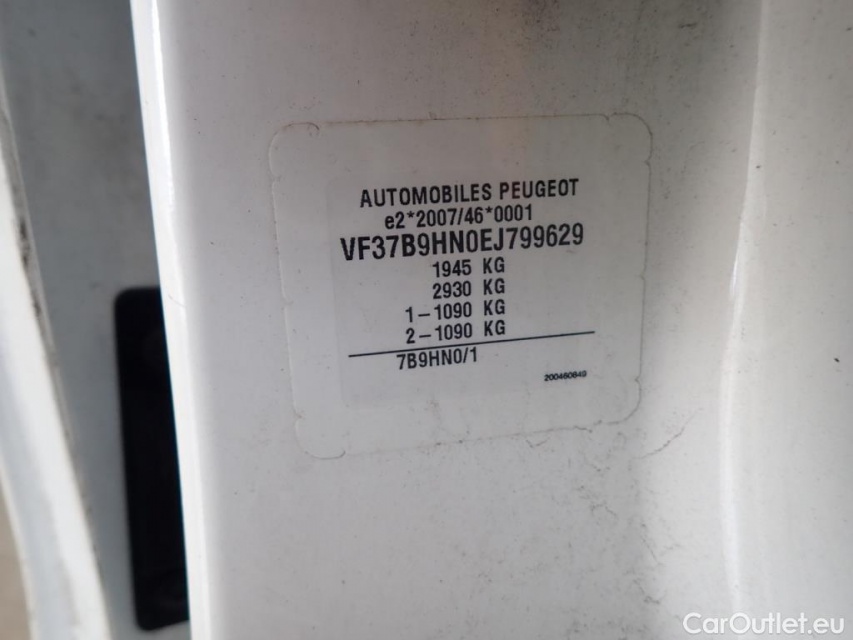 AUTOMOBILES PEUGEOT
e2*2007/46*0001
VF37B9HN0EJ799629
1945 KG
2930 KG
1-1090 KG
2-1090 KG
7B9HN0/1
200460849
CarOutlet.eu